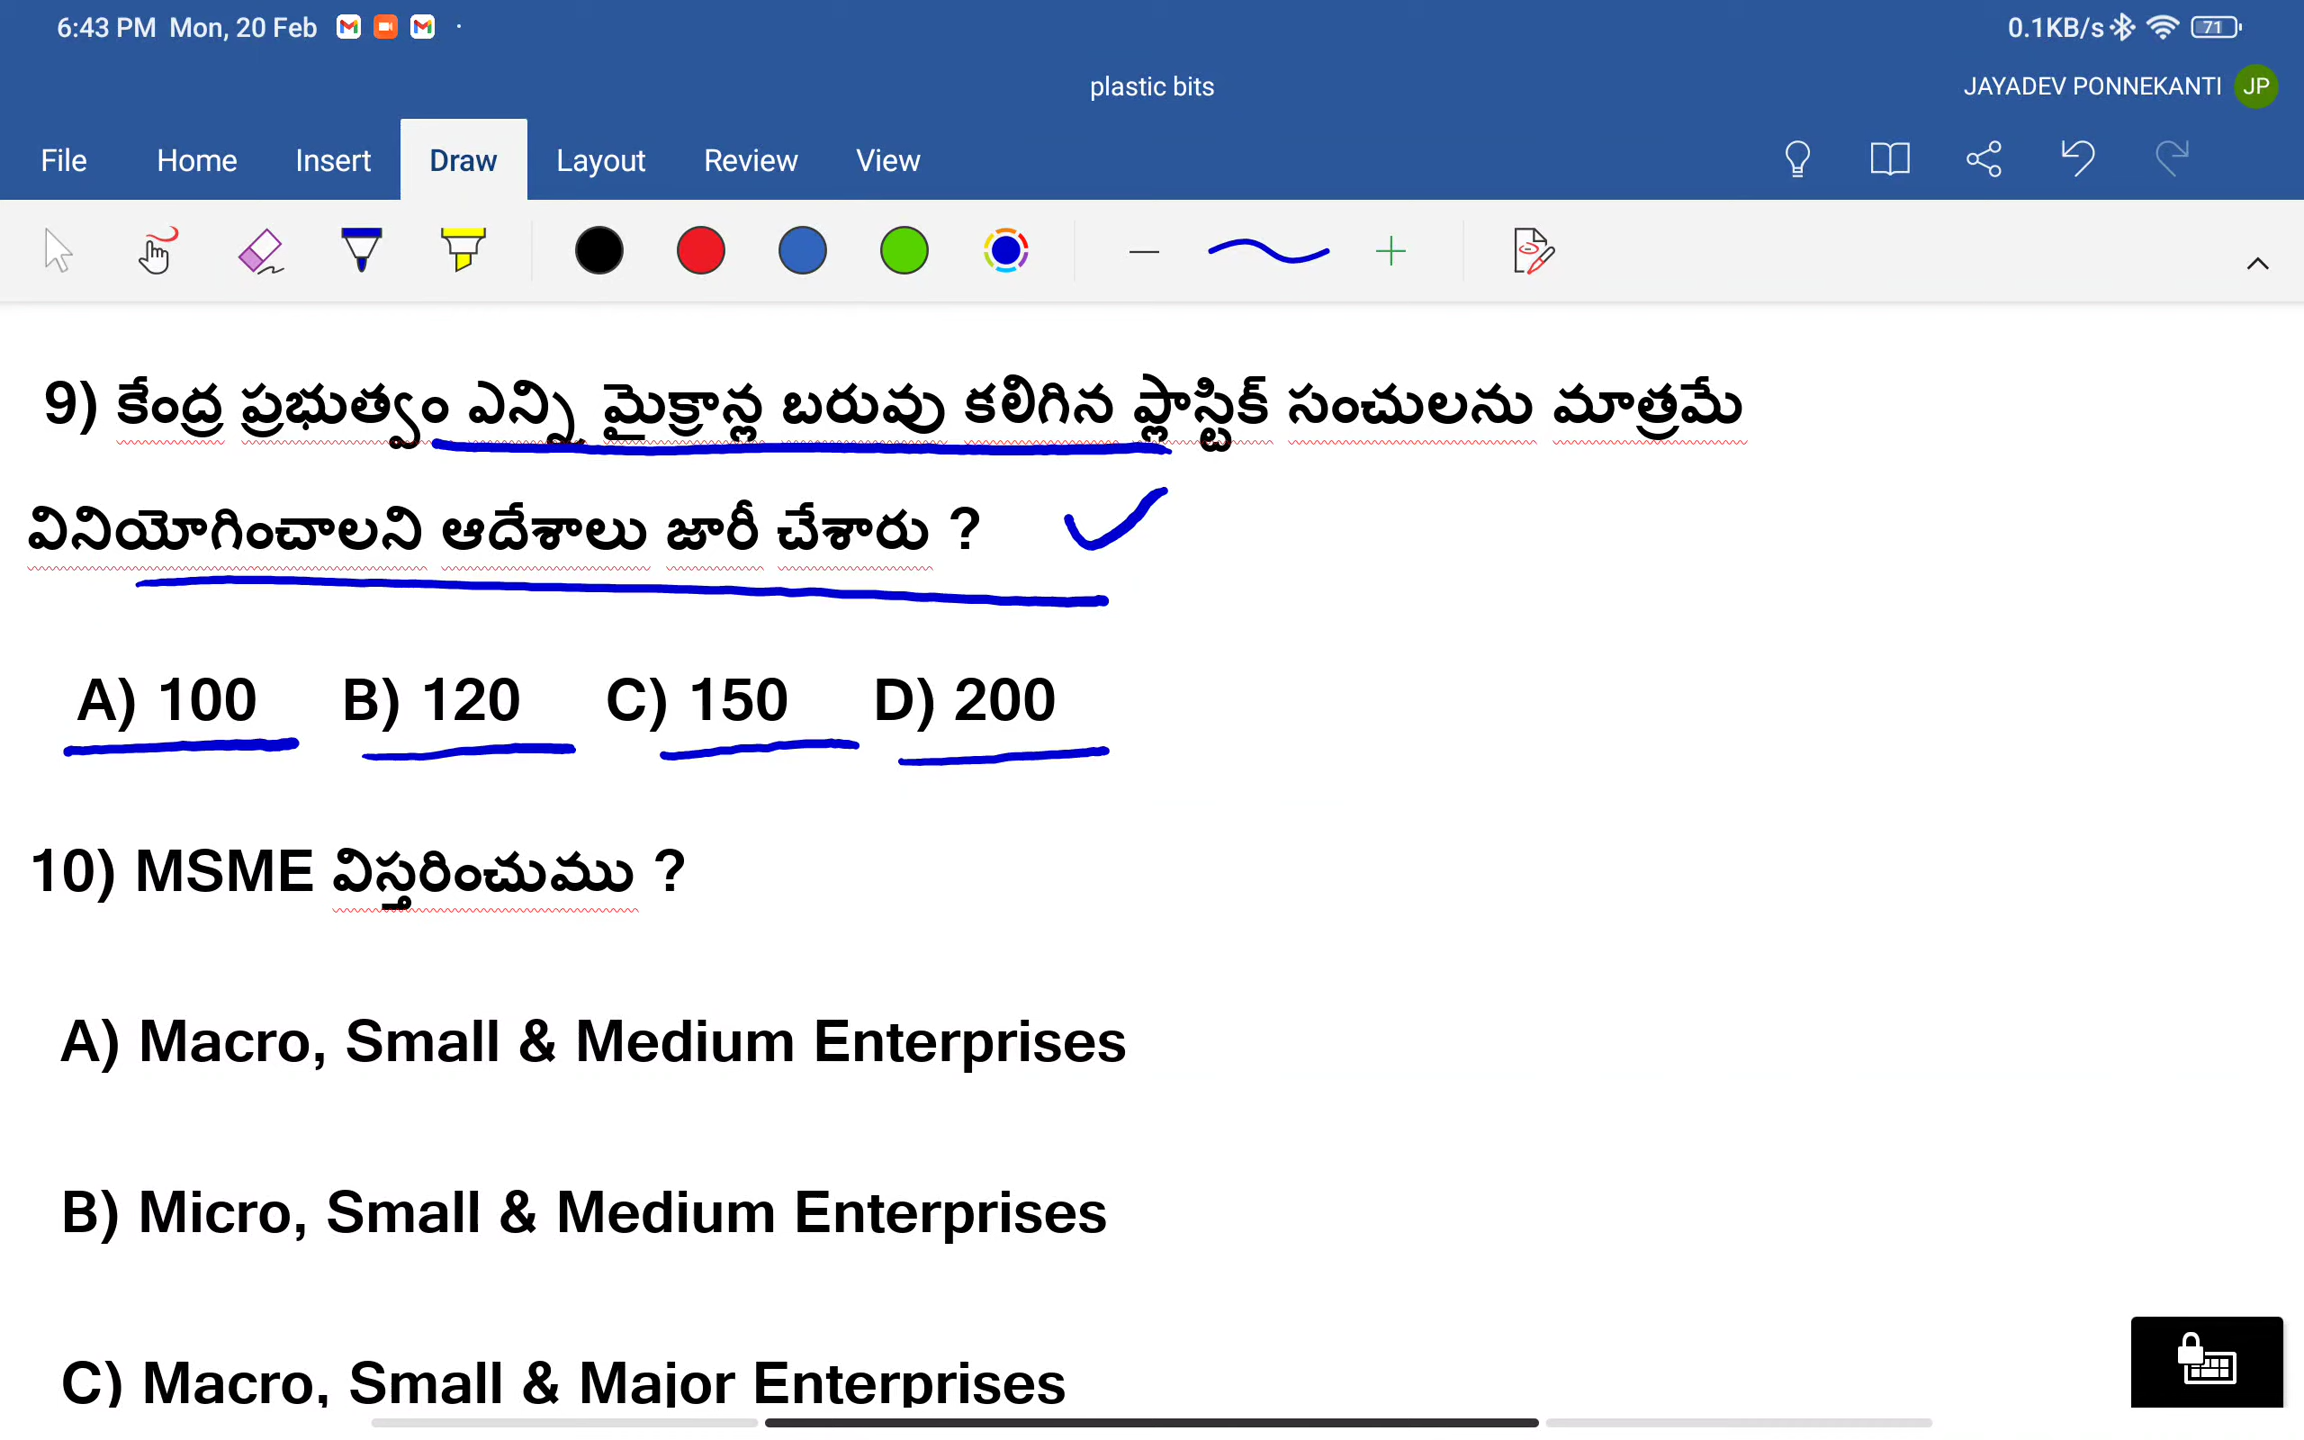 6:43 PM Mon, 20 Feb
0.1KB/s 71
plastic bits
JAYADEV PONNEKANTI JP
File Home Insert Draw Layout Review View
9) కేంద్ర ప్రభుత్వం ఎన్ని మైక్రాన్ల బరువు కలిగిన ప్లాస్టిక్ సంచులను మాత్రమే
వినియోగించాలని ఆదేశాలు జారీ చేశారు ?
A) 100 B) 120 C) 150 D) 200
10) MSME విస్తరించుము ?
A) Macro, Small & Medium Enterprises
B) Micro, Small & Medium Enterprises
C) Macro, Small & Major Enterprises